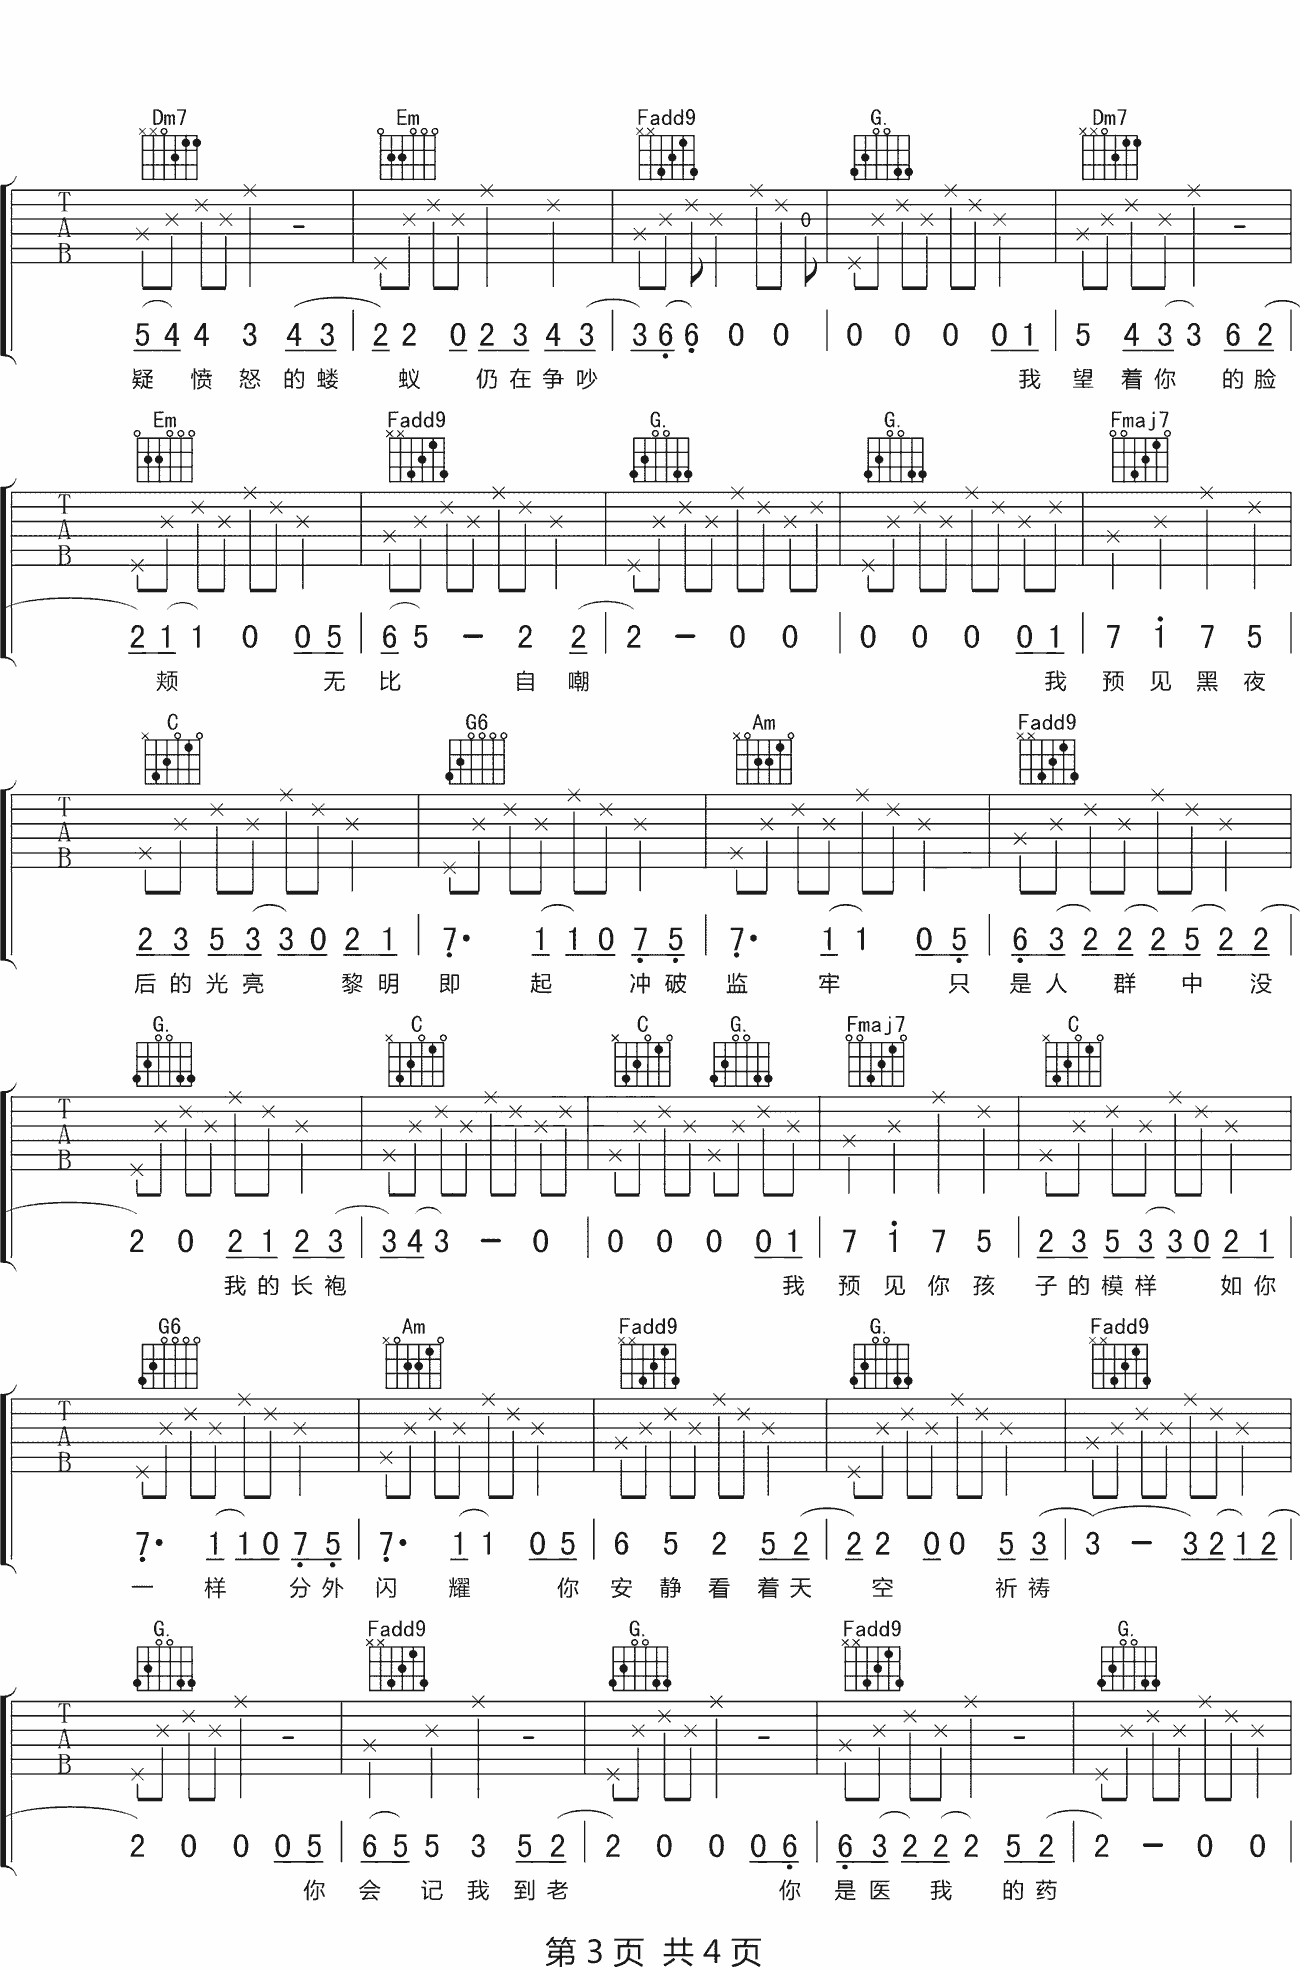 Dm7 Em Fadd9 G. Dm7
T A B
5 4 4 3 4 3 | 2 2 0 2 3 4 3 | 3 6 6 0 0 | 0 0 0 0 1 | 5 4 3 3 6 2
疑 愤 怒 的 蝼 蚁 仍 在 争 吵 我 望 着 你 的 脸
Em Fadd9 G. G. Fmaj7
T A B
2 1 1 0 0 5 | 6 5 - 2 2 | 2 - 0 0 | 0 0 0 0 1 | 7 1 7 5
颊 无 比 自 嘲 我 预 见 黑 夜
C G6 Am Fadd9
T A B
2 3 5 3 3 0 2 1 | 7· 1 1 0 7 5 | 7· 1 1 0 5 | 6 3 2 2 2 5 2 2
后 的 光 亮 黎 明 即 起 冲 破 监 牢 只 是 人 群 中 没
G. C C G. Fmaj7 C
T A B
2 0 2 1 2 3 | 3 4 3 - 0 | 0 0 0 0 1 | 7 1 7 5 | 2 3 5 3 3 0 2 1
我 的 长 袍 我 预 见 你 孩 子 的 模 样 如 你
G6 Am Fadd9 G. Fadd9
T A B
7· 1 1 0 7 5 | 7· 1 1 0 5 | 6 5 2 5 2 | 2 2 0 0 5 3 | 3 - 3 2 1 2
一 样 分 外 闪 耀 你 安 静 看 着 天 空 祈 祷
G. Fadd9 G. Fadd9 G.
T A B
2 0 0 0 5 | 6 5 5 3 5 2 | 2 0 0 0 6 | 6 3 2 2 2 5 2 | 2 - 0 0
你 会 记 我 到 老 你 是 医 我 的 药
第 3 页 共 4 页